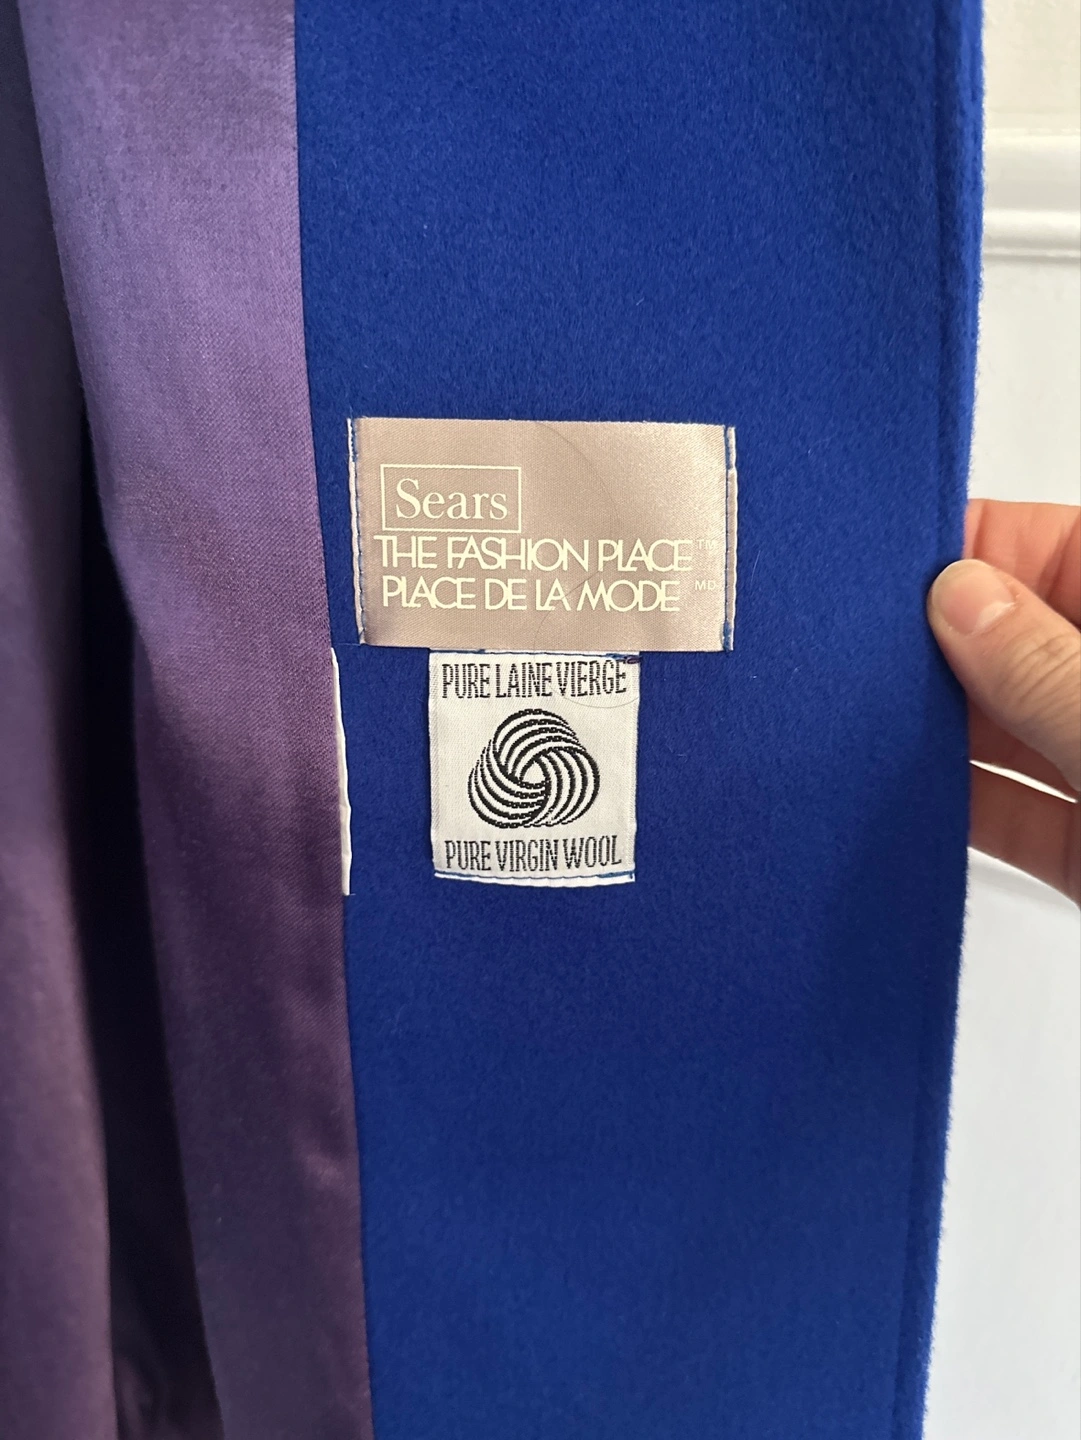 Sears
THE FASHION PLACE™
PLACE DE LA MODE MD
PURE LAINE VIERGE
PURE VIRGIN WOOL